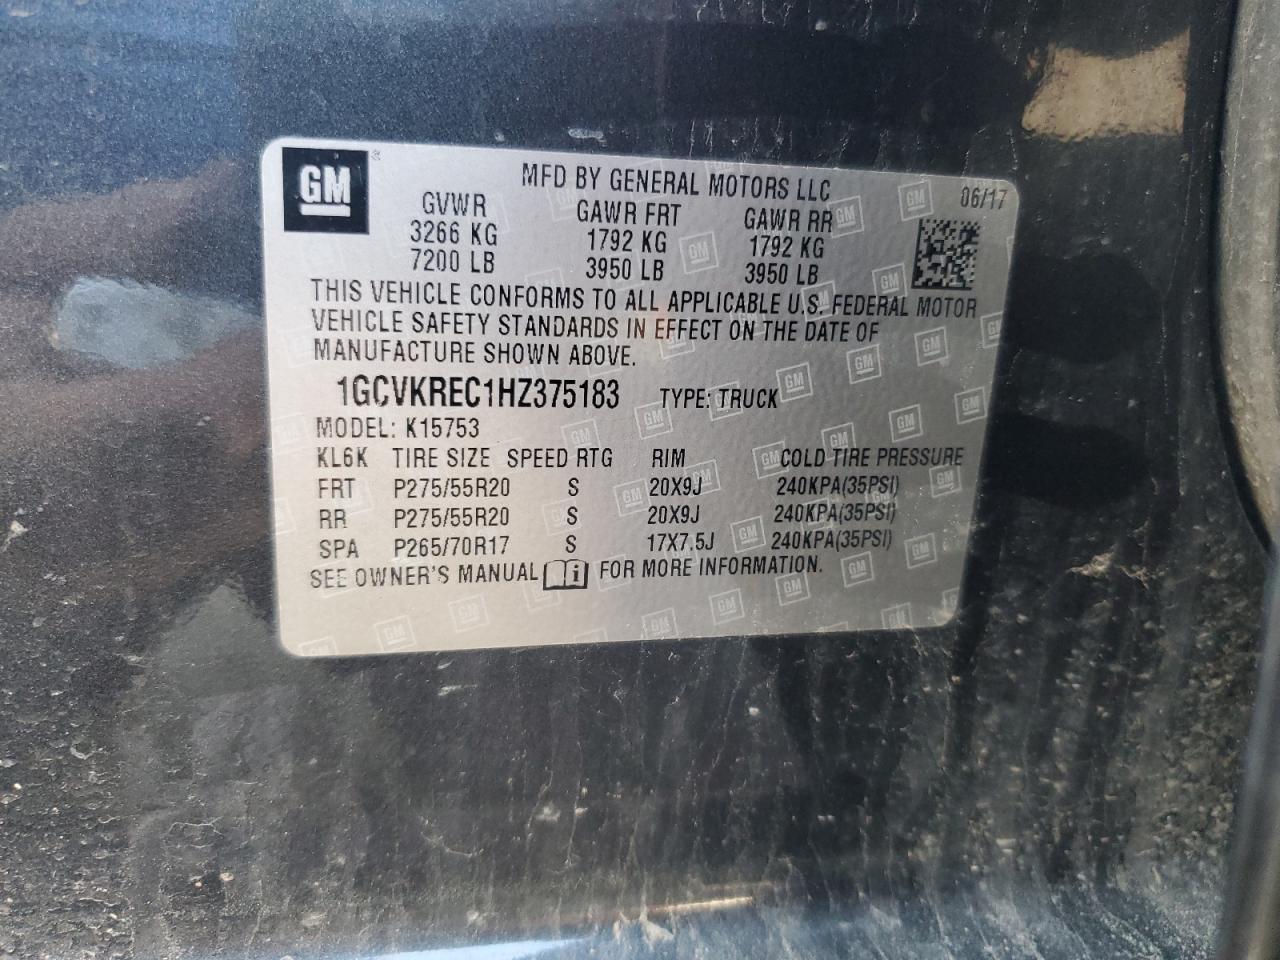 GM
MFD BY GENERAL MOTORS LLC
06/17
GVWR GAWR FRT GAWR RR
3266 KG 1792 KG 1792 KG
7200 LB 3950 LB 3950 LB
THIS VEHICLE CONFORMS TO ALL APPLICABLE U.S. FEDERAL MOTOR
VEHICLE SAFETY STANDARDS IN EFFECT ON THE DATE OF
MANUFACTURE SHOWN ABOVE.
1GCVKREC1HZ375183 TYPE: TRUCK
MODEL: K15753
KL6K TIRE SIZE SPEED RTG RIM COLD TIRE PRESSURE
FRT P275/55R20 S 20X9J 240KPA(35PSI)
RR P275/55R20 S 20X9J 240KPA(35PSI)
SPA P265/70R17 S 17X7.5J 240KPA(35PSI)
SEE OWNER'S MANUAL FOR MORE INFORMATION.